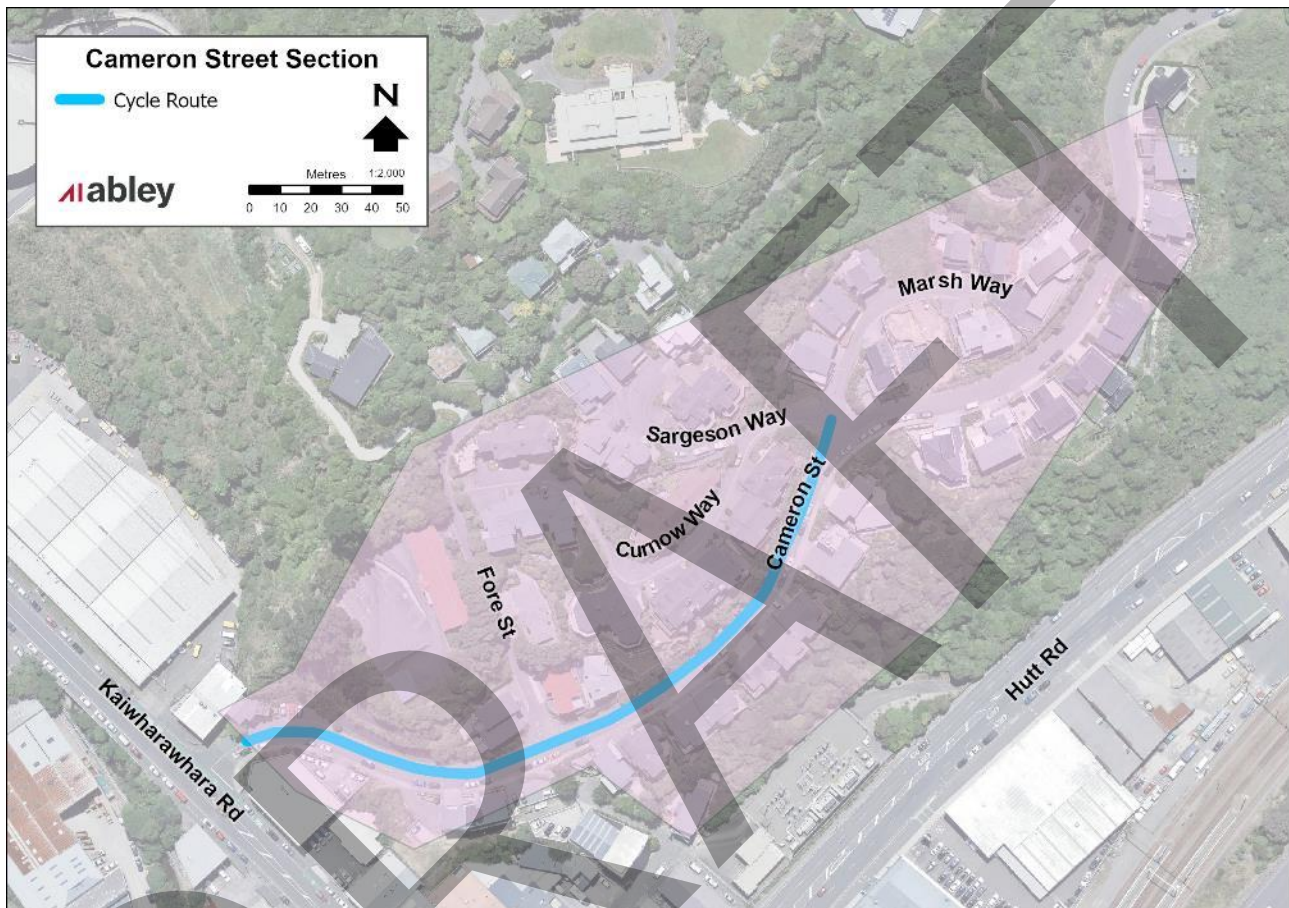 Cameron Street Section
Cycle Route
N
Metres 1:2,000
abley
0 10 20 30 40 50
Marsh Way
Sargeson Way
Curnow Way
Cameron St
Fore St
Hutt Rd
Kaiwharawhara Rd
DRAFT